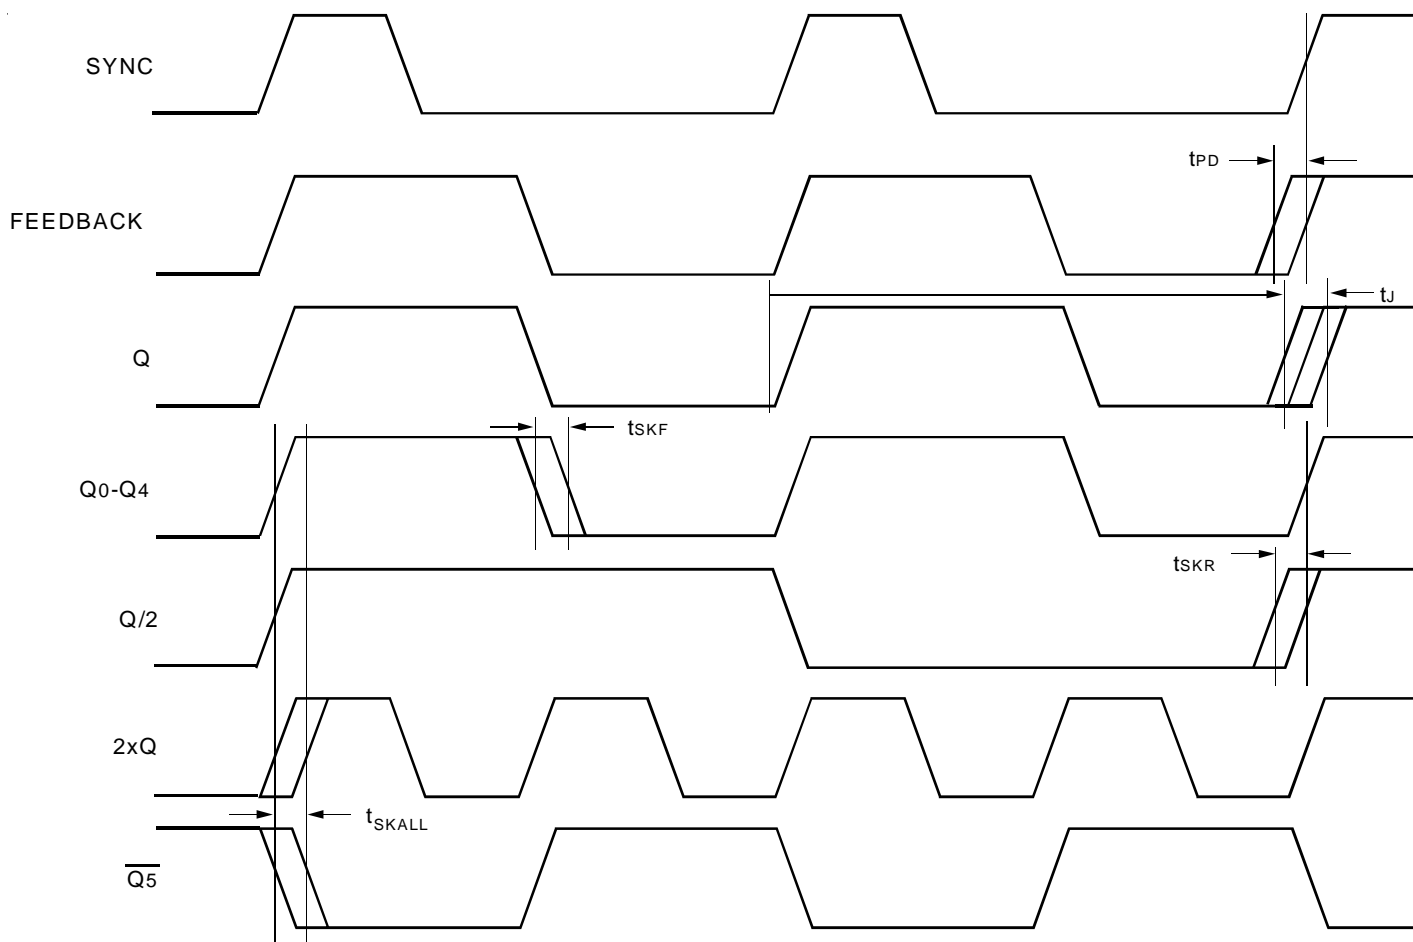 SYNC
tPD
FEEDBACK
tJ
Q
tSKF
Q0-Q4
tSKR
Q/2
2xQ
tSKALL
Q5